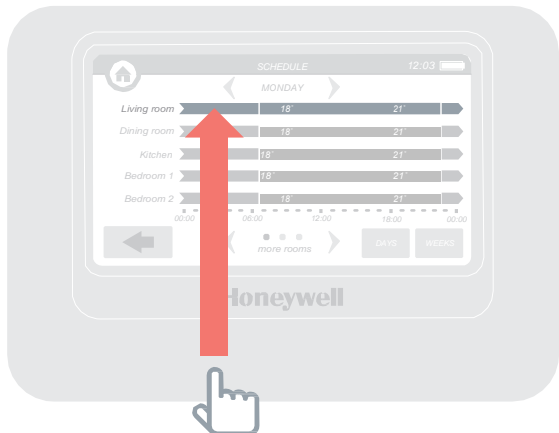 SCHEDULE 12:03
MONDAY
Living room 18° 21°
Dining room 18° 21°
Kitchen 18° 21°
Bedroom 1 18° 21°
Bedroom 2 18° 21°
00:00 06:00 12:00 18:00 00:00
more rooms DAYS WEEKS
Honeywell